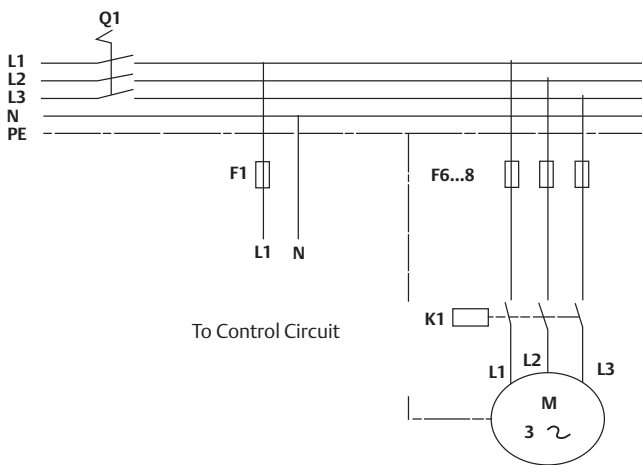 Q1
L1
L2
L3
N
PE
F1
F6...8
L1 N
To Control Circuit
K1
L1
L2
L3
M
3 ~